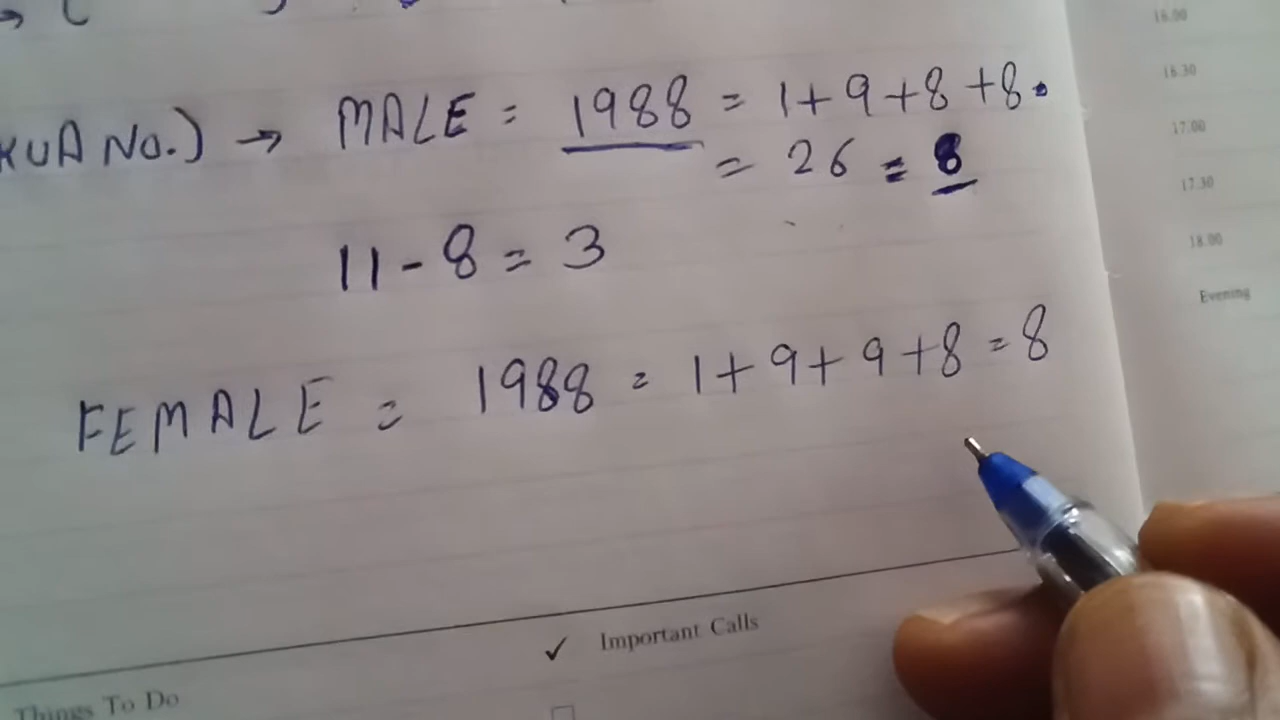 KUA No.) → MALE = 1988 = 1+9+8+8.
= 26 = 8
11-8=3
FEMALE = 1988 = 1+9+9+8=8
✓ Important Calls
Things To Do
16.00
16.30
17.00
17.30
18.00
Evening